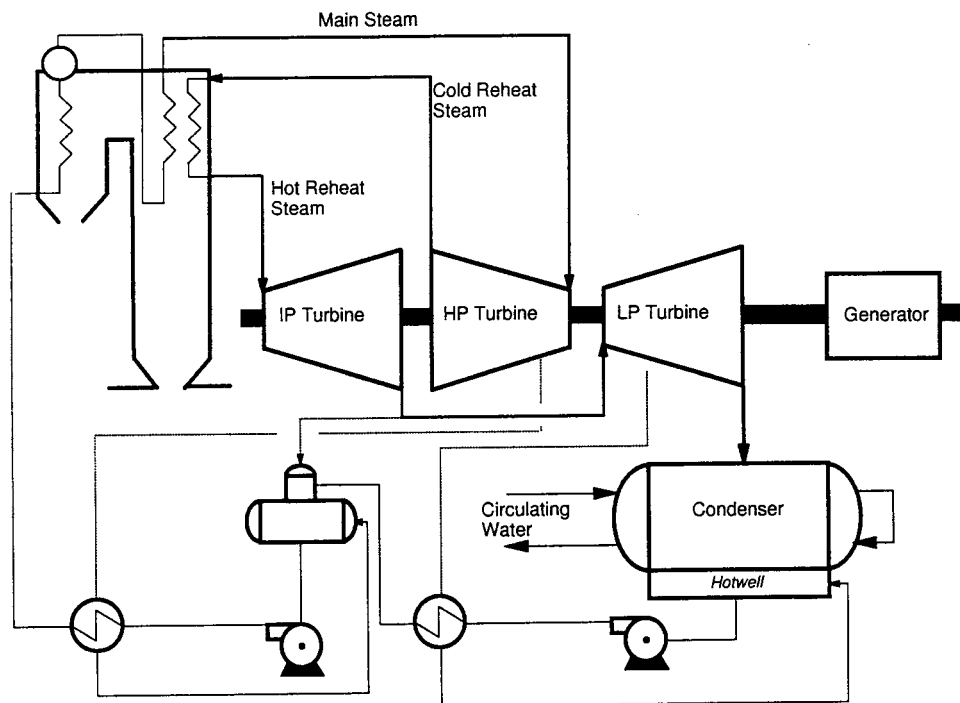 Main Steam
Cold Reheat
Steam
Hot Reheat
Steam
IP Turbine
HP Turbine
LP Turbine
Generator
Circulating
Water
Condenser
Hotwell